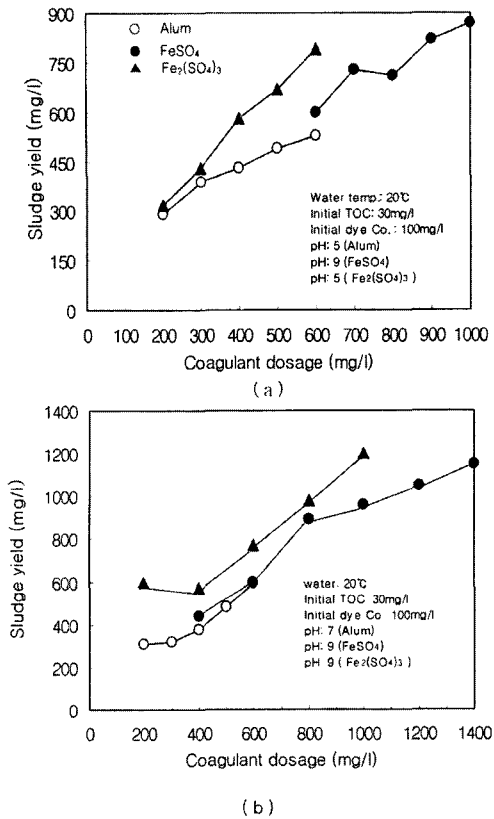 900
750
600
450
300
150
0
Sludge yield (mg/l)
Alum
FeSO4
Fe2(SO4)3
Water temp.: 20℃
Initial TOC: 30mg/l
Initial dye Co. : 100mg/l
pH: 5 (Alum)
pH: 9 (FeSO4)
pH: 5 ( Fe2(SO4)3 )
0 100 200 300 400 500 600 700 800 900 1000
Coagulant dosage (mg/l)
(a)
1400
1200
1000
800
600
400
200
0
Sludge yield (mg/l)
water: 20℃
Initial TOC 30mg/l
Initial dye Co 100mg/l
pH: 7 (Alum)
pH: 9 (FeSO4)
pH 9 ( Fe2(SO4)3 )
0 200 400 600 800 1000 1200 1400
Coagulant dosage (mg/l)
(b)